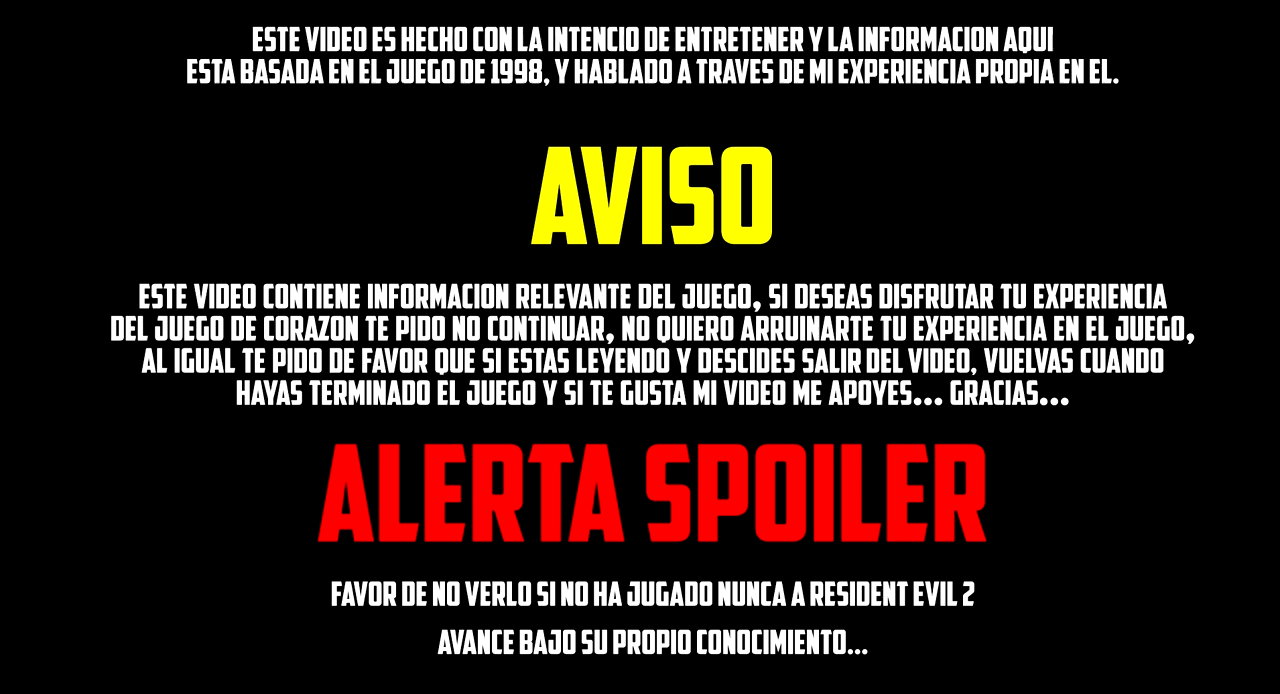 ESTE VIDEO ES HECHO CON LA INTENCIO DE ENTRETENER Y LA INFORMACION AQUI
ESTA BASADA EN EL JUEGO DE 1998, Y HABLADO A TRAVES DE MI EXPERIENCIA PROPIA EN EL.
AVISO
ESTE VIDEO CONTIENE INFORMACION RELEVANTE DEL JUEGO, SI DESEAS DISFRUTAR TU EXPERIENCIA
DEL JUEGO DE CORAZON TE PIDO NO CONTINUAR, NO QUIERO ARRUINARTE TU EXPERIENCIA EN EL JUEGO,
AL IGUAL TE PIDO DE FAVOR QUE SI ESTAS LEYENDO Y DESCIDES SALIR DEL VIDEO, VUELVAS CUANDO
HAYAS TERMINADO EL JUEGO Y SI TE GUSTA MI VIDEO ME APOYES... GRACIAS...
ALERTA SPOILER
FAVOR DE NO VERLO SI NO HA JUGADO NUNCA A RESIDENT EVIL 2
AVANCE BAJO SU PROPIO CONOCIMIENTO...